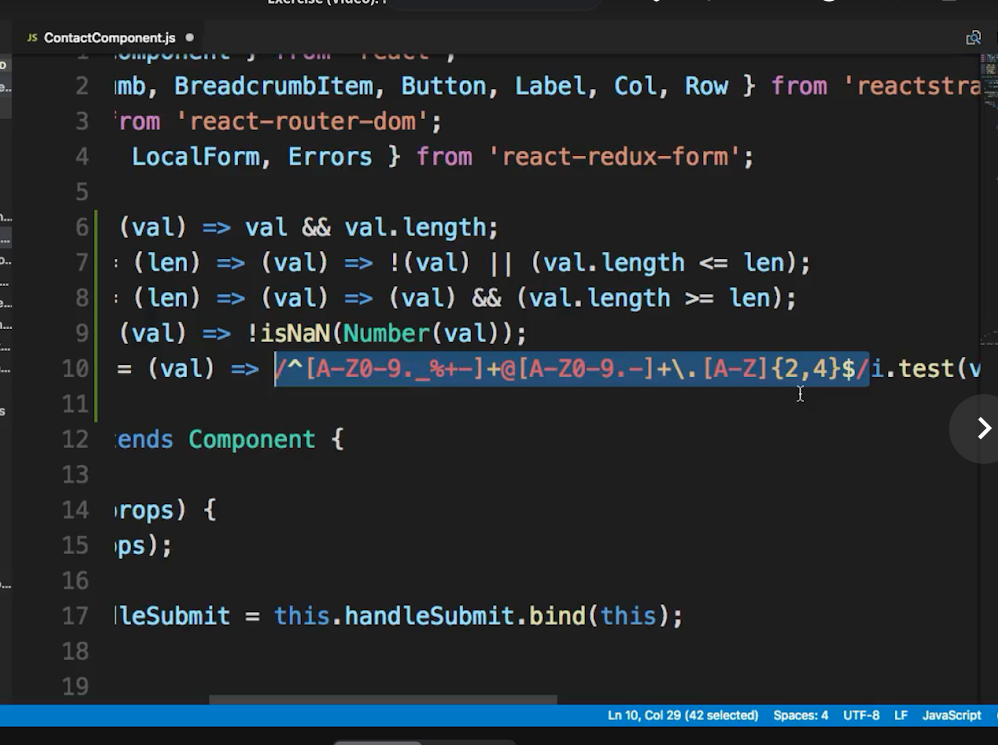 Exercise (Video):
JS ContactComponent.js
1 omponent } from 'react';
2 mb, BreadcrumbItem, Button, Label, Col, Row } from 'reactstra
3 rom 'react-router-dom';
4 LocalForm, Errors } from 'react-redux-form';
5
6 (val) => val && val.length;
7 : (len) => (val) => !(val) || (val.length <= len);
8 : (len) => (val) => (val) && (val.length >= len);
9 (val) => !isNaN(Number(val));
10 = (val) => /^[A-Z0-9._%+-]+@[A-Z0-9.-]+\.[A-Z]{2,4}$/i.test(v
11
12 ends Component {
13
14 props) {
15 ops);
16
17 lleSubmit = this.handleSubmit.bind(this);
18
19
Ln 10, Col 29 (42 selected) Spaces: 4 UTF-8 LF JavaScript